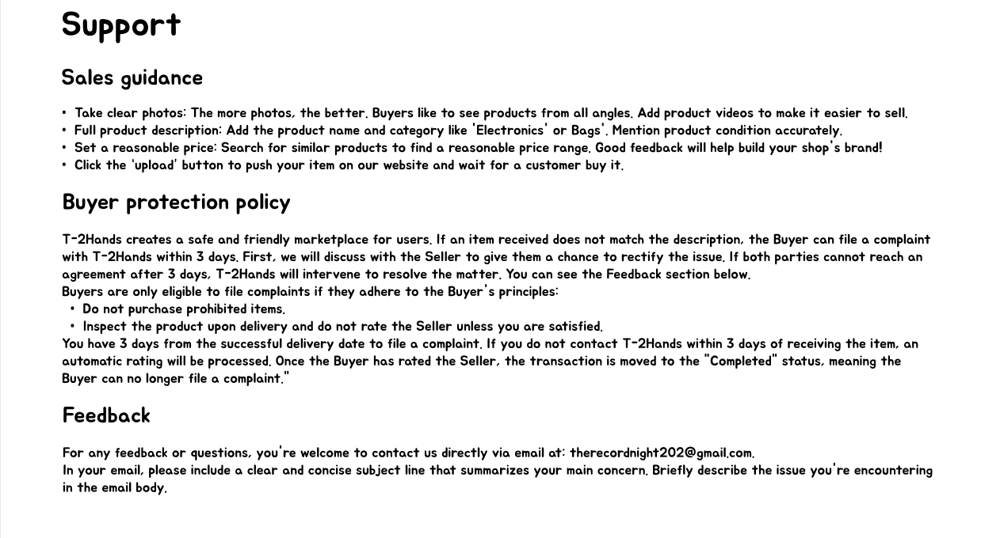 Support
Sales guidance
• Take clear photos: The more photos, the better. Buyers like to see products from all angles. Add product videos to make it easier to sell.
• Full product description: Add the product name and category like 'Electronics' or Bags'. Mention product condition accurately.
• Set a reasonable price: Search for similar products to find a reasonable price range. Good feedback will help build your shop's brand!
• Click the 'upload' button to push your item on our website and wait for a customer buy it.
Buyer protection policy
T-2Hands creates a safe and friendly marketplace for users. If an item received does not match the description, the Buyer can file a complaint
with T-2Hands within 3 days. First, we will discuss with the Seller to give them a chance to rectify the issue. If both parties cannot reach an
agreement after 3 days, T-2Hands will intervene to resolve the matter. You can see the Feedback section below.
Buyers are only eligible to file complaints if they adhere to the Buyer's principles:
• Do not purchase prohibited items.
• Inspect the product upon delivery and do not rate the Seller unless you are satisfied.
You have 3 days from the successful delivery date to file a complaint. If you do not contact T-2Hands within 3 days of receiving the item, an
automatic rating will be processed. Once the Buyer has rated the Seller, the transaction is moved to the "Completed" status, meaning the
Buyer can no longer file a complaint."
Feedback
For any feedback or questions, you're welcome to contact us directly via email at: therecordnight202@gmail.com.
In your email, please include a clear and concise subject line that summarizes your main concern. Briefly describe the issue you're encountering
in the email body.